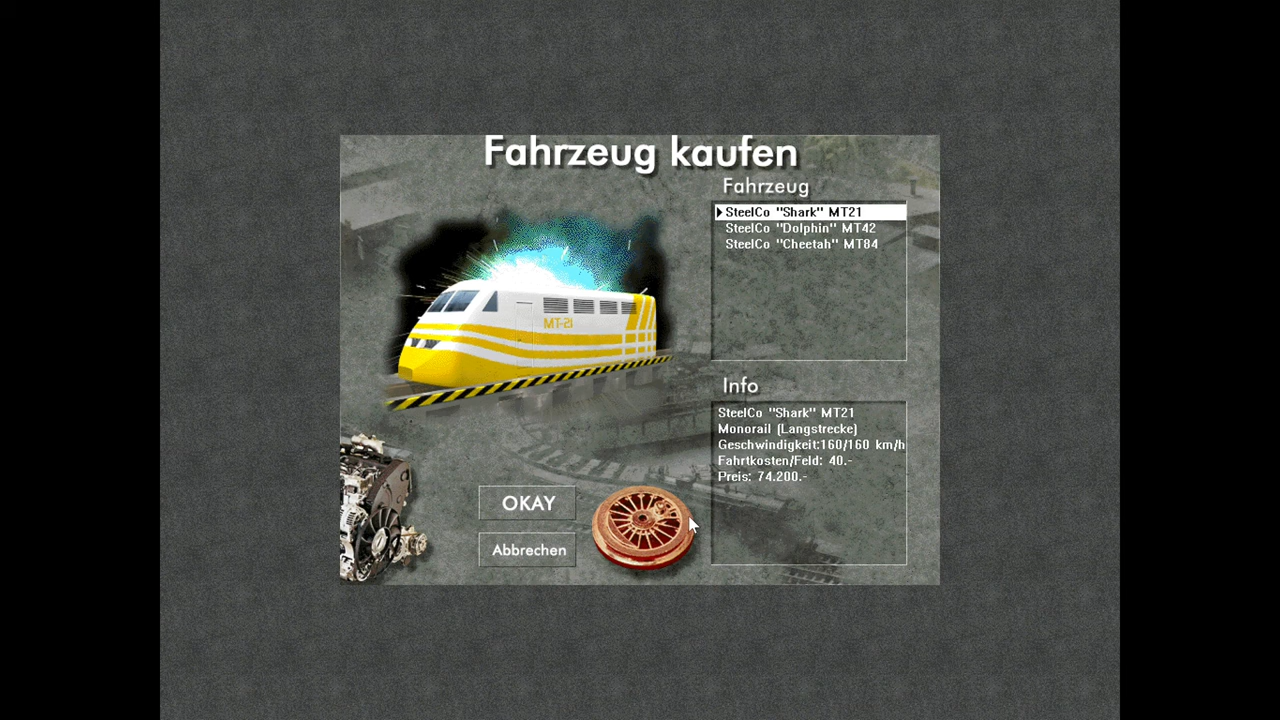 Fahrzeug kaufen
Fahrzeug
SteelCo "Shark" MT21
SteelCo "Dolphin" MT42
SteelCo "Cheetah" MT84
MT-21
Info
SteelCo "Shark" MT21
Monorail (Langstrecke)
Geschwindigkeit:160/160 km/h
Fahrtkosten/Feld: 40.-
Preis: 74.200.-
OKAY
Abbrechen